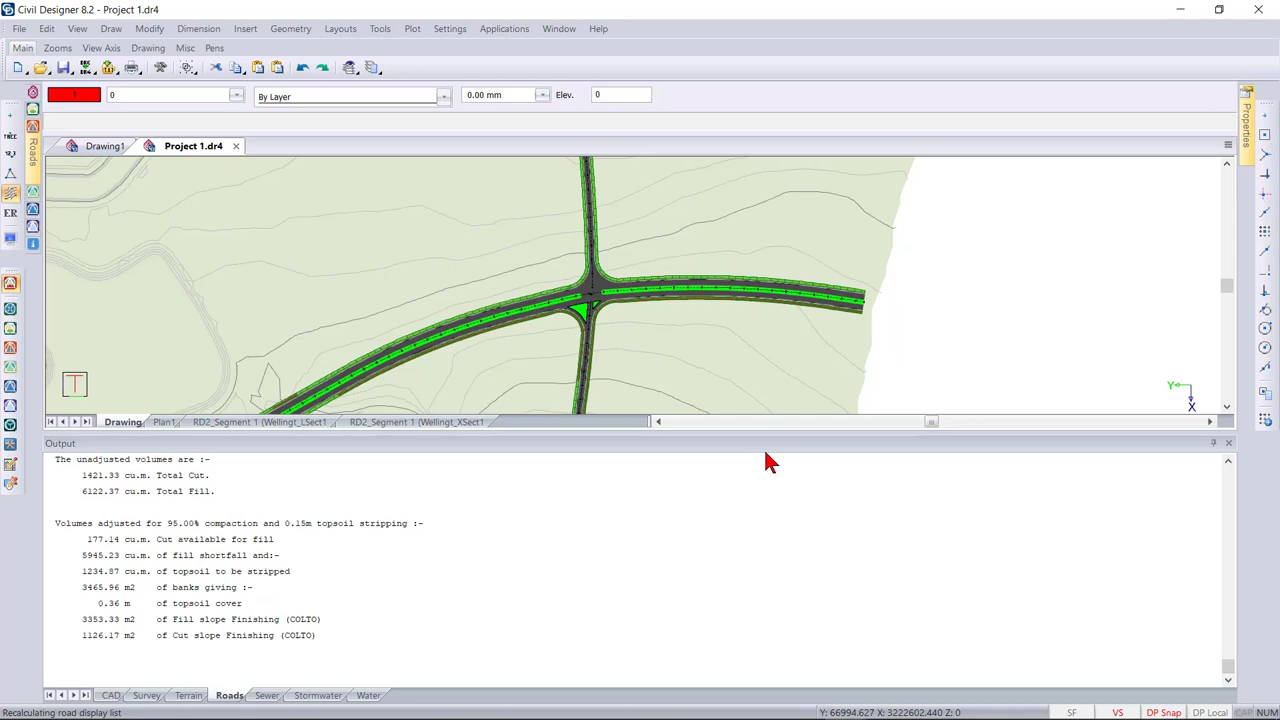 Civil Designer 8.2 - Project 1.dr4
File Edit View Draw Modify Dimension Insert Geometry Layouts Tools Plot Settings Applications Window Help
Main Zooms View Axis Drawing Misc Pens
1 0 By Layer 0.00 mm Elev. 0
Roads
Properties
Drawing1 Project 1.dr4
ER
T
Y
X
Drawing Plan1 RD2_Segment 1 (Wellingt_LSect1 RD2_Segment 1 (Wellingt_XSect1
Output
The unadjusted volumes are :-
1421.33 cu.m. Total Cut.
6122.37 cu.m. Total Fill.
Volumes adjusted for 95.00% compaction and 0.15m topsoil stripping :-
177.14 cu.m. Cut available for fill
5945.23 cu.m. of fill shortfall and:-
1234.87 cu.m. of topsoil to be stripped
3465.96 m2 of banks giving :-
0.36 m of topsoil cover
3353.33 m2 of Fill slope Finishing (COLTO)
1126.17 m2 of Cut slope Finishing (COLTO)
CAD Survey Terrain Roads Sewer Stormwater Water
Recalculating road display list Y: 66994.627 X: 3222602.440 Z: 0 SF VS DP Snap DP Local CAP NUM